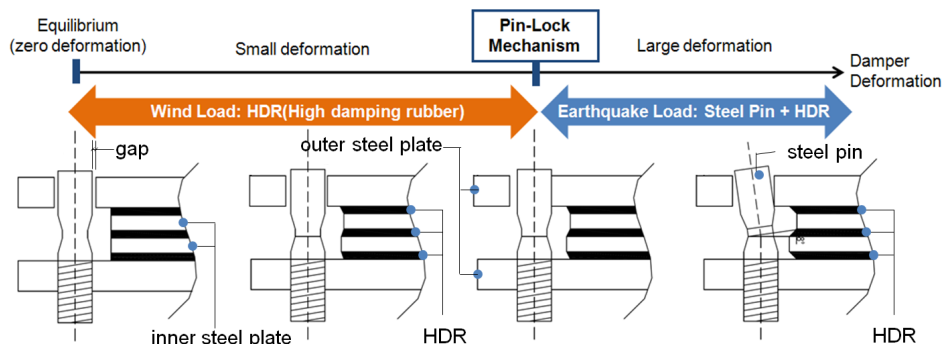 Equilibrium
(zero deformation)
Small deformation
Pin-Lock
Mechanism
Large deformation
Damper
Deformation
Wind Load: HDR(High damping rubber)
Earthquake Load: Steel Pin + HDR
gap
outer steel plate
steel pin
inner steel plate
HDR
HDR